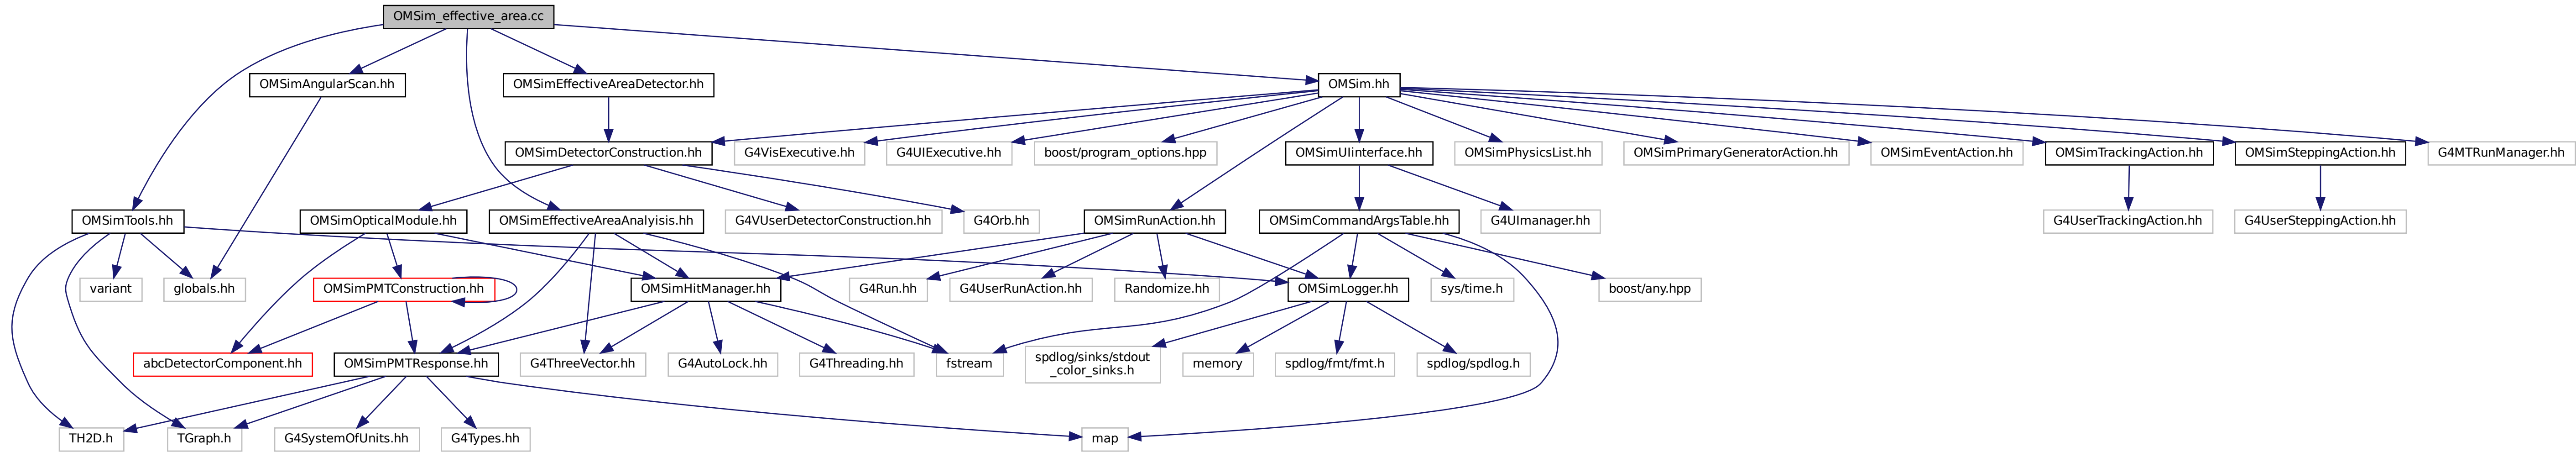 OMSim_effective_area.cc
OMSimAngularScan.hh
OMSimEffectiveAreaDetector.hh
OMSim.hh
OMSimDetectorConstruction.hh
G4VisExecutive.hh
G4UIExecutive.hh
boost/program_options.hpp
OMSimUIinterface.hh
OMSimPhysicsList.hh
OMSimPrimaryGeneratorAction.hh
OMSimEventAction.hh
OMSimTrackingAction.hh
OMSimSteppingAction.hh
G4MTRunManager.hh
OMSimTools.hh
OMSimOpticalModule.hh
OMSimEffectiveAreaAnalyisis.hh
G4VUserDetectorConstruction.hh
G4Orb.hh
OMSimRunAction.hh
OMSimCommandArgsTable.hh
G4UImanager.hh
G4UserTrackingAction.hh
G4UserSteppingAction.hh
variant
globals.hh
OMSimPMTConstruction.hh
OMSimHitManager.hh
G4Run.hh
G4UserRunAction.hh
Randomize.hh
OMSimLogger.hh
sys/time.h
boost/any.hpp
abcDetectorComponent.hh
OMSimPMTResponse.hh
G4ThreeVector.hh
G4AutoLock.hh
G4Threading.hh
fstream
spdlog/sinks/stdout
_color_sinks.h
memory
spdlog/fmt/fmt.h
spdlog/spdlog.h
TH2D.h
TGraph.h
G4SystemOfUnits.hh
G4Types.hh
map